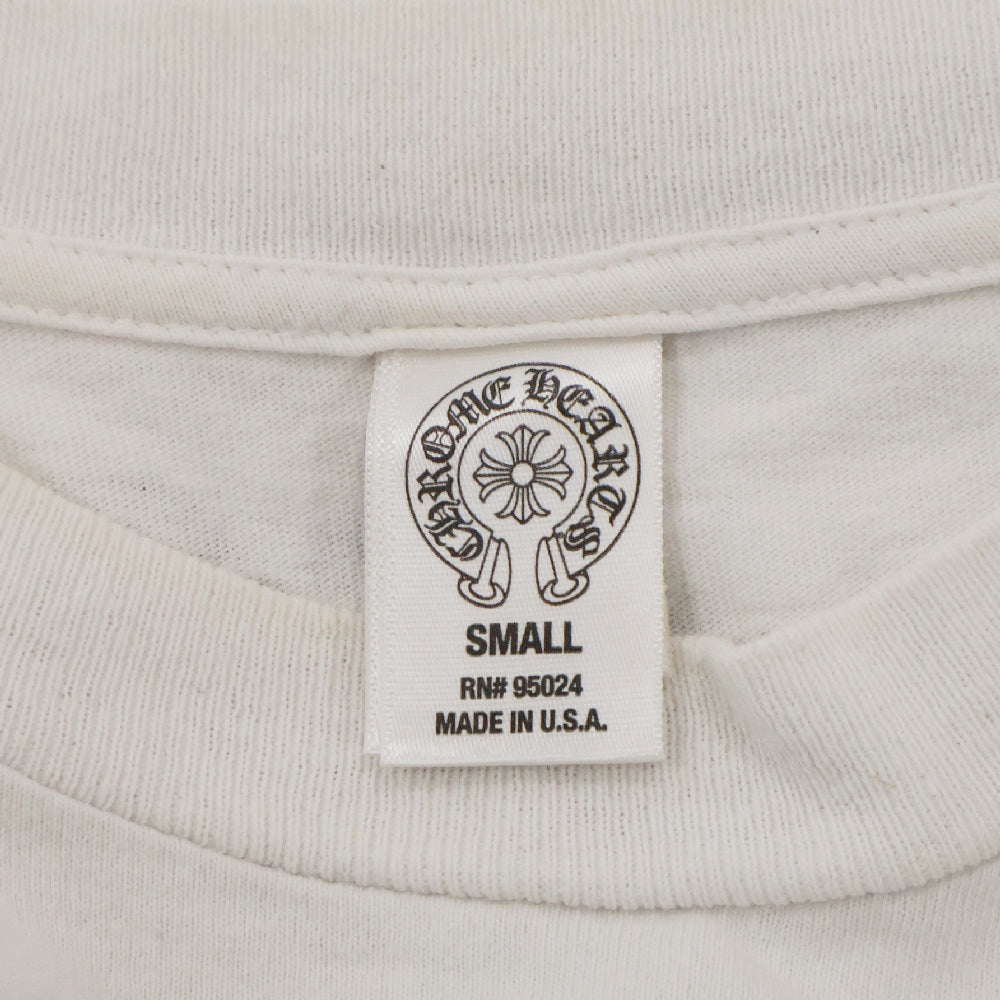 CHROME HEARTS
SMALL
RN# 95024
MADE IN U.S.A.